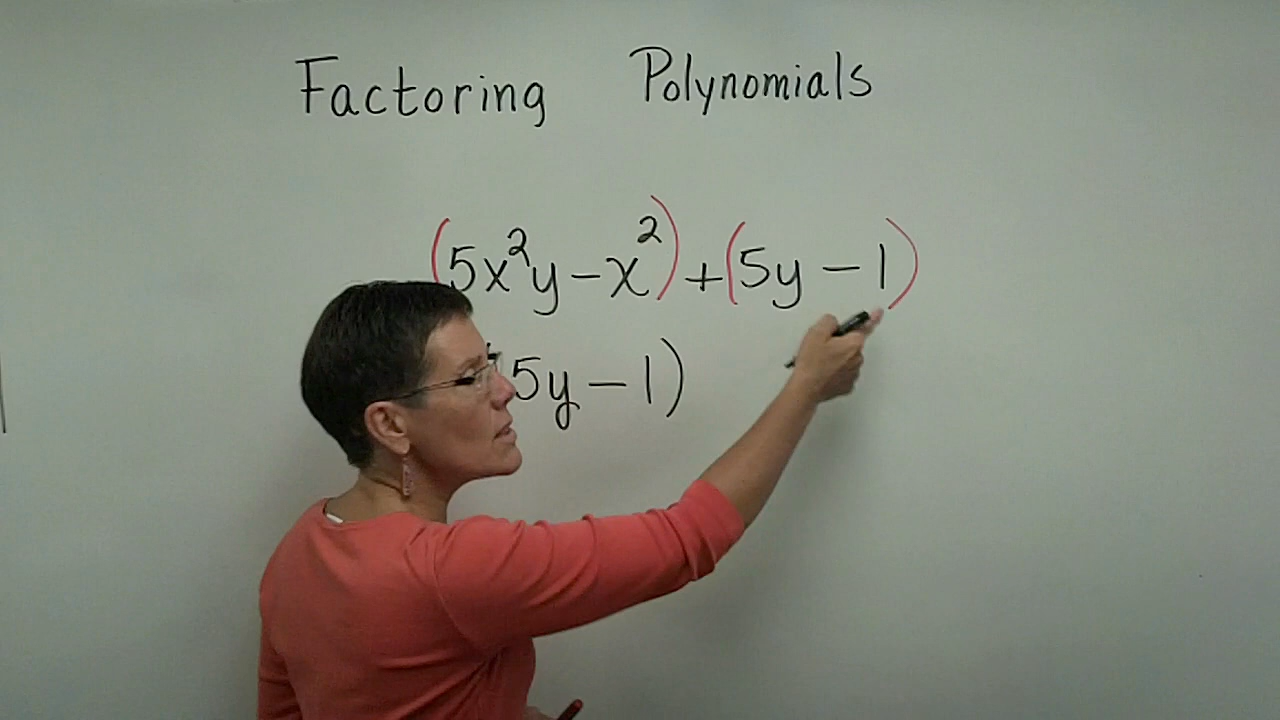 Factoring Polynomials
(5x²y – x²) + (5y – 1)
(5y – 1)